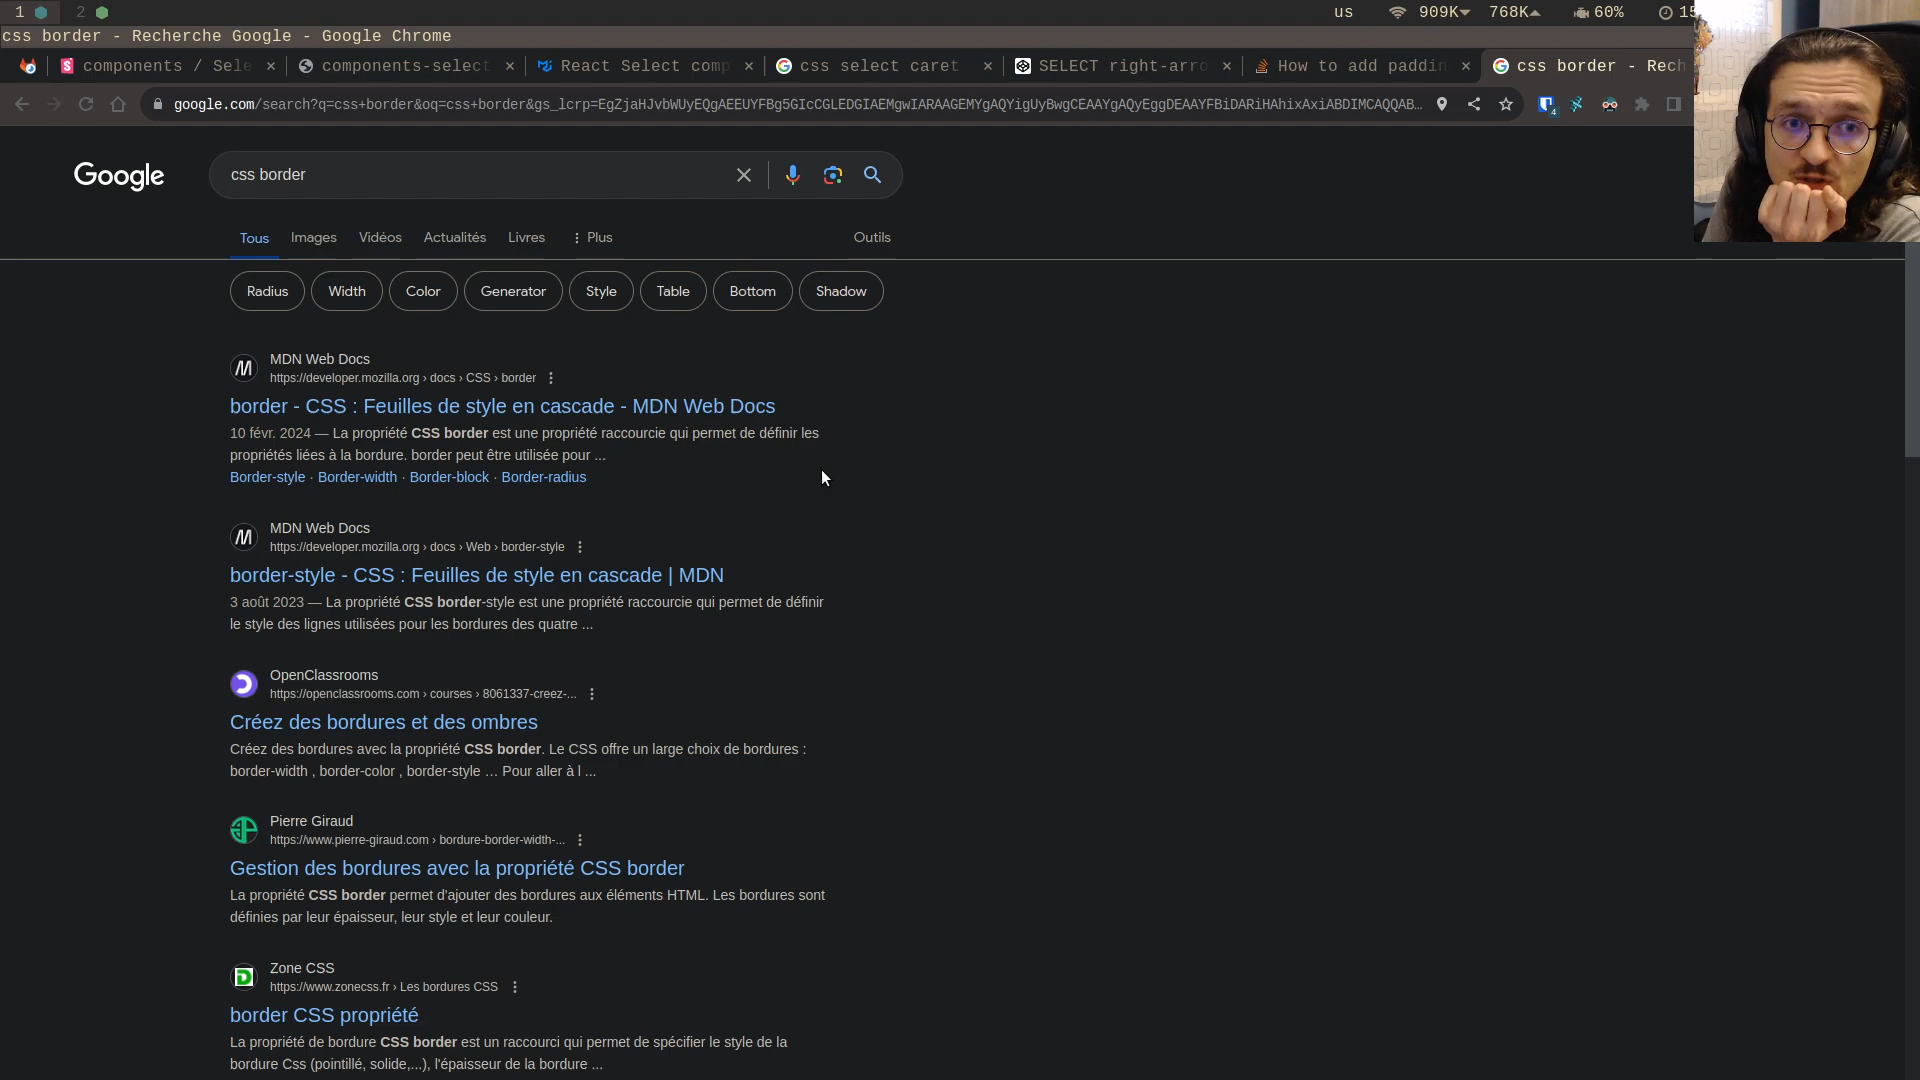 1 2 us 909K 768K 60% 15
css border - Recherche Google - Google Chrome
components / Sele components-select React Select comp css select caret SELECT right-arro How to add paddin css border - Rech
google.com/search?q=css+border&oq=css+border&gs_lcrp=EgZjaHJvbWUyEQgAEEUYFBg5GIcCGLEDGIAEMgwIARAAGEMYgAQYigUyBwgCEAAYgAQyEggDEAAYFBiDARiHAhixAxiABDIMCAQQAB... 4
Google css border
Tous Images Vidéos Actualités Livres Plus Outils
Radius Width Color Generator Style Table Bottom Shadow
MDN Web Docs
https://developer.mozilla.org › docs › CSS › border
border - CSS : Feuilles de style en cascade - MDN Web Docs
10 févr. 2024 — La propriété CSS border est une propriété raccourcie qui permet de définir les
propriétés liées à la bordure. border peut être utilisée pour ...
Border-style · Border-width · Border-block · Border-radius
MDN Web Docs
https://developer.mozilla.org › docs › Web › border-style
border-style - CSS : Feuilles de style en cascade | MDN
3 août 2023 — La propriété CSS border-style est une propriété raccourcie qui permet de définir
le style des lignes utilisées pour les bordures des quatre ...
OpenClassrooms
https://openclassrooms.com › courses › 8061337-creez-...
Créez des bordures et des ombres
Créez des bordures avec la propriété CSS border. Le CSS offre un large choix de bordures :
border-width , border-color , border-style … Pour aller à l ...
Pierre Giraud
https://www.pierre-giraud.com › bordure-border-width-...
Gestion des bordures avec la propriété CSS border
La propriété CSS border permet d'ajouter des bordures aux éléments HTML. Les bordures sont
définies par leur épaisseur, leur style et leur couleur.
Zone CSS
https://www.zonecss.fr › Les bordures CSS
border CSS propriété
La propriété de bordure CSS border est un raccourci qui permet de spécifier le style de la
bordure Css (pointillé, solide,...), l'épaisseur de la bordure ...